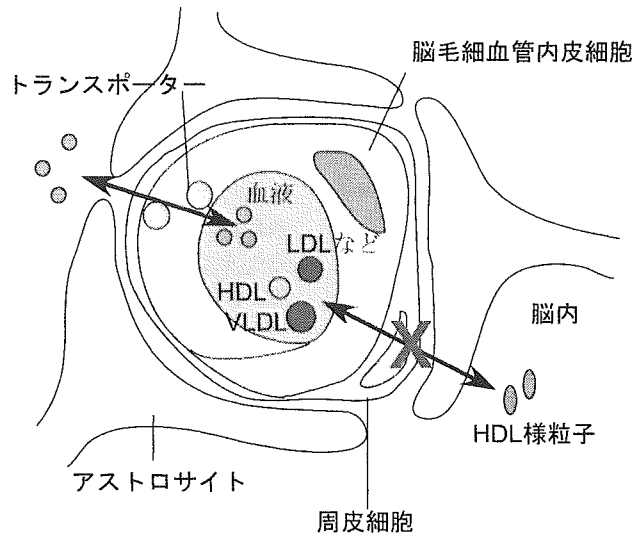 脳毛細血管内皮細胞
トランスポーター
血液
LDLなど
HDL
VLDL
脳内
HDL様粒子
アストロサイト
周皮細胞